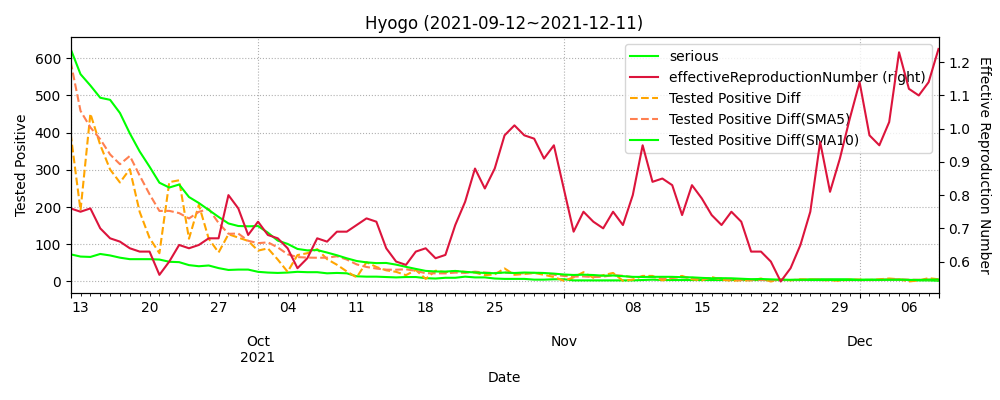 Hyogo (2021-09-12~2021-12-11)
serious
effectiveReproductionNumber (right)
Tested Positive Diff
Tested Positive Diff(SMA5)
Tested Positive Diff(SMA10)
Tested Positive
600
500
400
300
200
100
0
1.2
1.1
1.0
0.9
0.8
0.7
0.6
Effective Reproduction Number
13 20 27 04 11 18 25 08 15 22 29 06
Oct Nov Dec
2021
Date